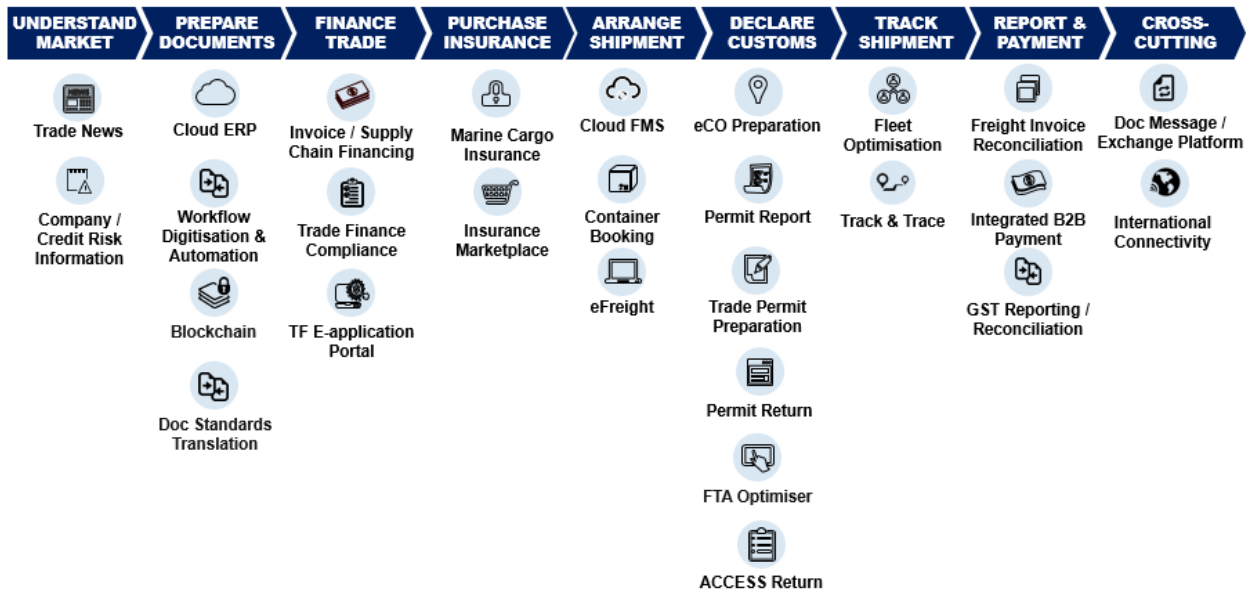 UNDERSTAND
MARKET
PREPARE
DOCUMENTS
FINANCE
TRADE
PURCHASE
INSURANCE
ARRANGE
SHIPMENT
DECLARE
CUSTOMS
TRACK
SHIPMENT
REPORT &
PAYMENT
CROSS-
CUTTING
NEWS
Trade News
Company /
Credit Risk
Information
Cloud ERP
Workflow
Digitisation &
Automation
Blockchain
Doc Standards
Translation
Invoice / Supply
Chain Financing
Trade Finance
Compliance
TF E-application
Portal
Marine Cargo
Insurance
Insurance
Marketplace
Cloud FMS
Container
Booking
eFreight
eCO Preparation
Permit Report
Trade Permit
Preparation
Permit Return
FTA Optimiser
ACCESS Return
Fleet
Optimisation
Track & Trace
Freight Invoice
Reconciliation
Integrated B2B
Payment
GST Reporting /
Reconciliation
Doc Message /
Exchange Platform
International
Connectivity